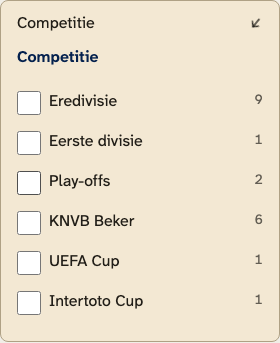 Competitie
Competitie
Eredivisie 9
Eerste divisie 1
Play-offs 2
KNVB Beker 6
UEFA Cup 1
Intertoto Cup 1